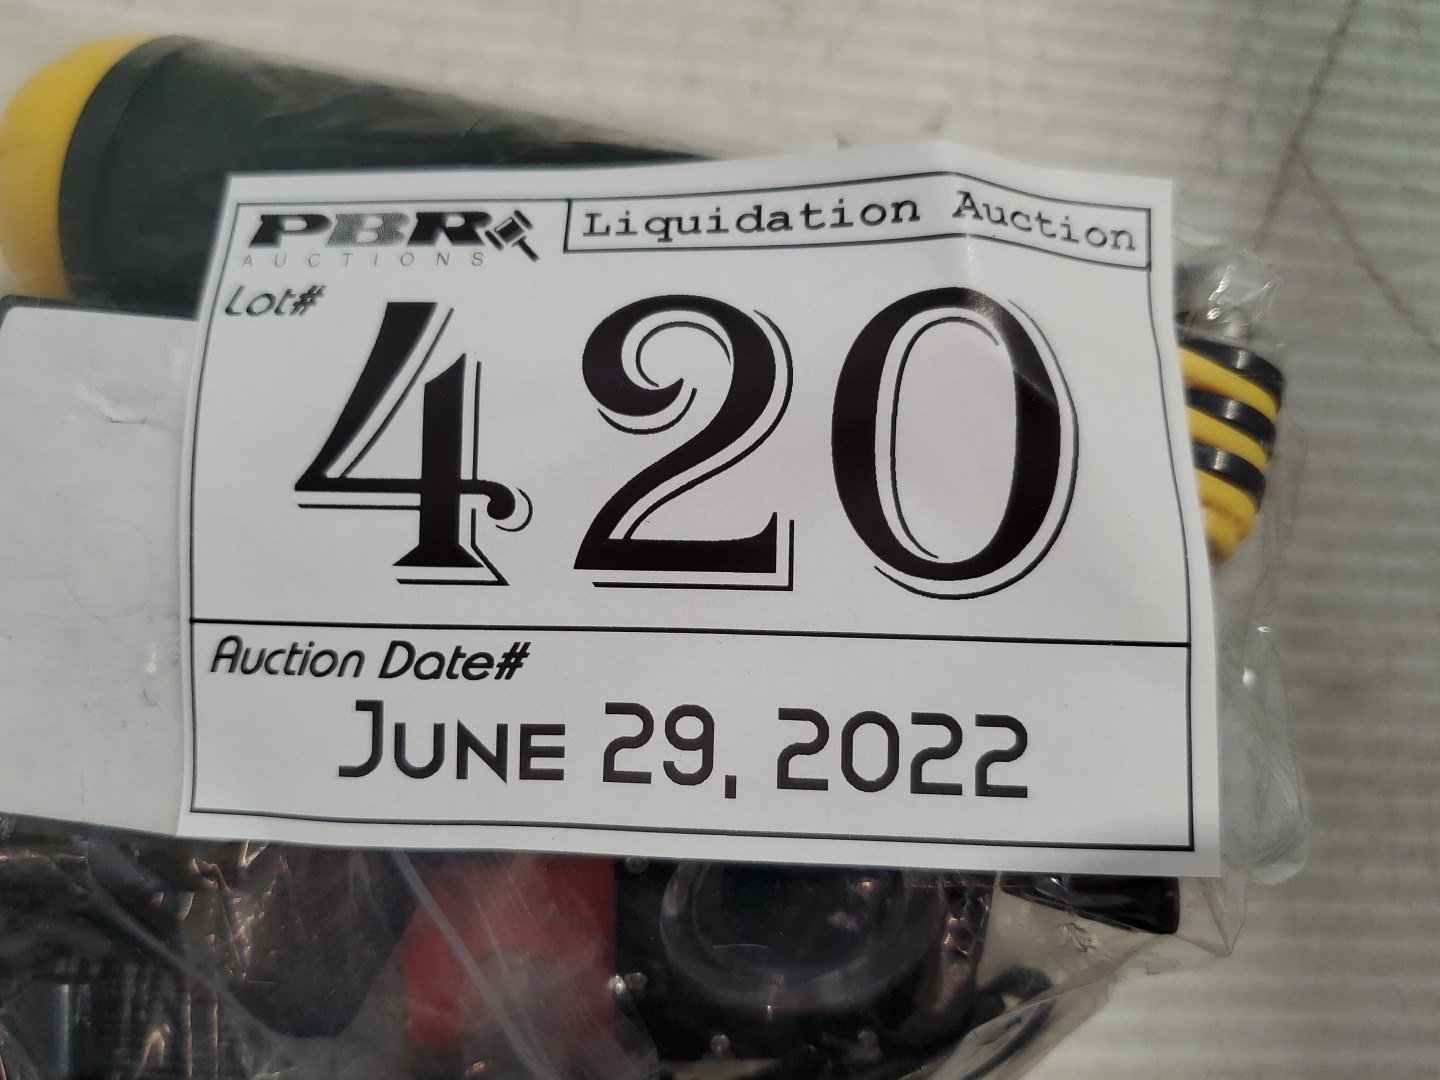 PBR
AUCTIONS
Liquidation Auction
Lot#
420
Auction Date#
June 29, 2022